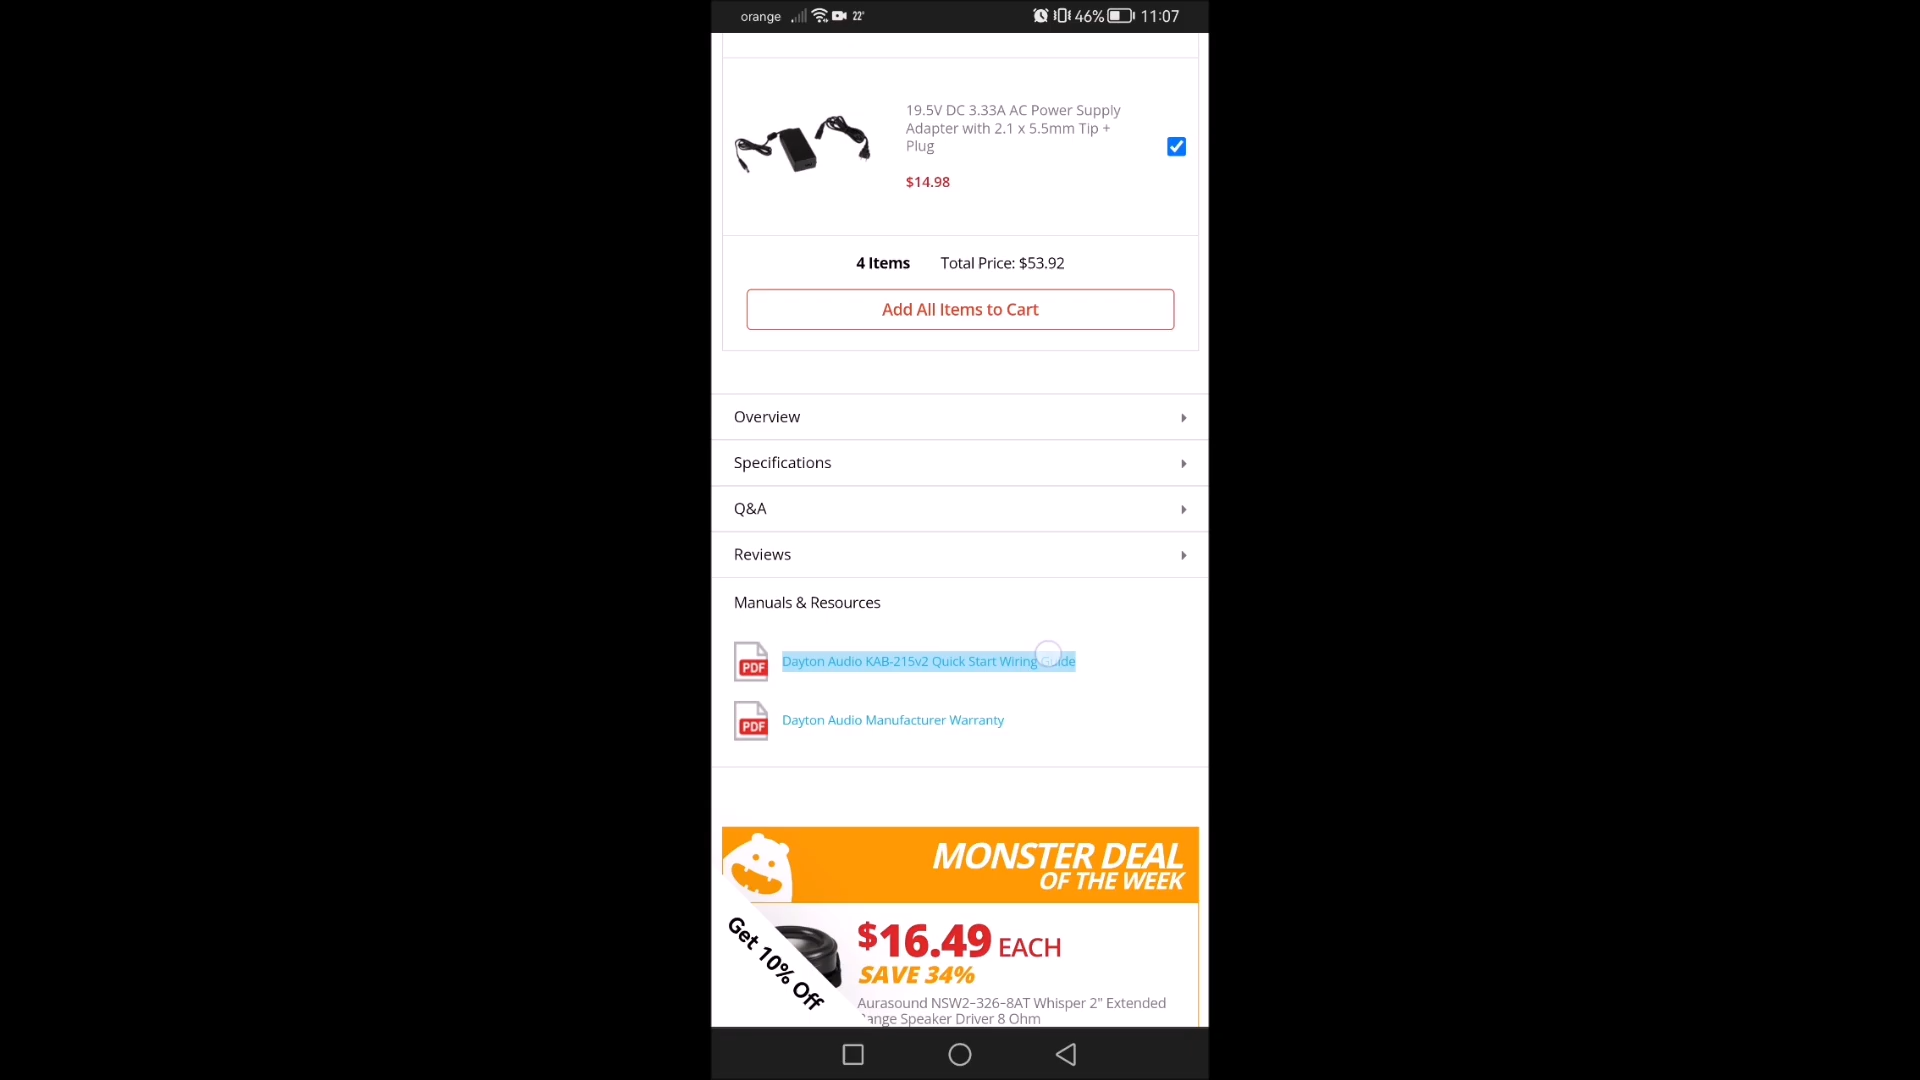 orange 22° 46% 11:07
19.5V DC 3.33A AC Power Supply
Adapter with 2.1 x 5.5mm Tip +
Plug
$14.98
4 Items Total Price: $53.92
Add All Items to Cart
Overview
Specifications
Q&A
Reviews
Manuals & Resources
PDF Dayton Audio KAB-215v2 Quick Start Wiring Guide
PDF Dayton Audio Manufacturer Warranty
MONSTER DEAL
OF THE WEEK
Get 10% Off
$16.49 EACH
SAVE 34%
Aurasound NSW2-326-8AT Whisper 2" Extended
Range Speaker Driver 8 Ohm